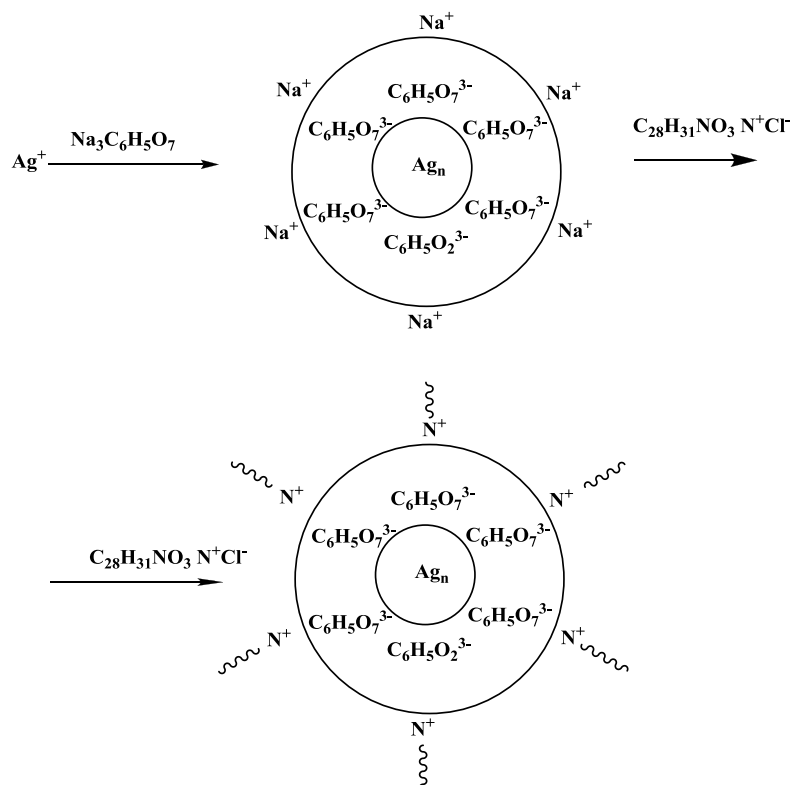 Na⁺
Na⁺ C₆H₅O₇³⁻ Na⁺
Ag⁺ Na₃C₆H₅O₇ C₆H₅O₇³⁻ C₆H₅O₇³⁻ C₂₈H₃₁NO₃ N⁺Cl⁻
Agₙ
C₆H₅O₇³⁻ C₆H₅O₇³⁻
Na⁺ C₆H₅O₂³⁻ Na⁺
Na⁺
N⁺
N⁺ C₆H₅O₇³⁻ N⁺
C₆H₅O₇³⁻ C₆H₅O₇³⁻
C₂₈H₃₁NO₃ N⁺Cl⁻ Agₙ
C₆H₅O₇³⁻ C₆H₅O₇³⁻
N⁺ C₆H₅O₂³⁻ N⁺
N⁺